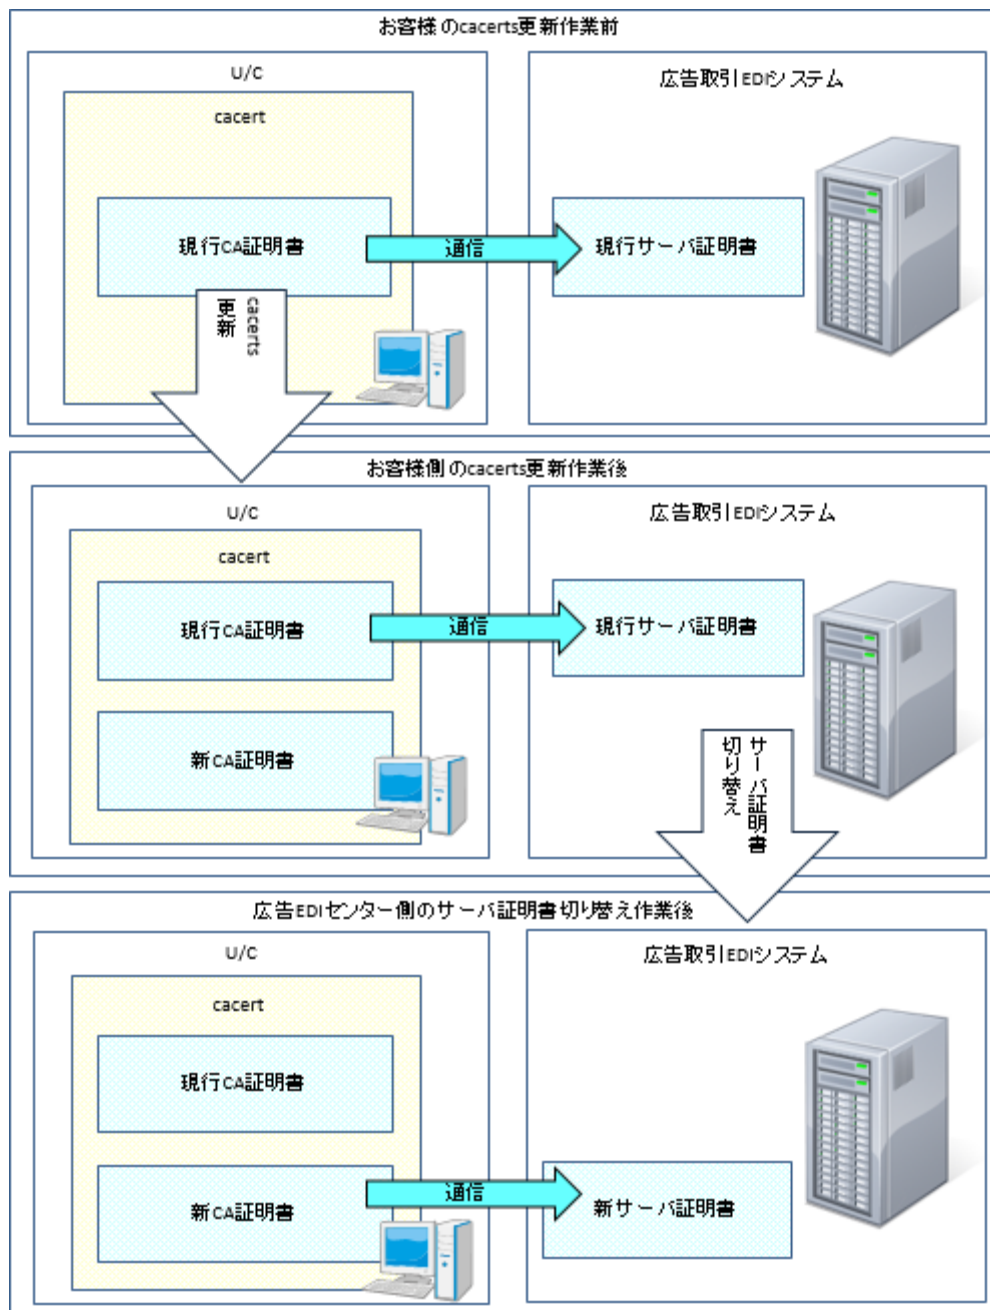 お客様のcacerts更新作業前
U/C
広告取引EDIシステム
cacert
現行CA証明書
通信
現行サーバ証明書
cacerts
更新
お客様側のcacerts更新作業後
U/C
広告取引EDIシステム
cacert
現行CA証明書
通信
現行サーバ証明書
新CA証明書
サーバ証明書
切り替え
広告EDIセンター側のサーバ証明書切り替え作業後
U/C
広告取引EDIシステム
cacert
現行CA証明書
新CA証明書
通信
新サーバ証明書